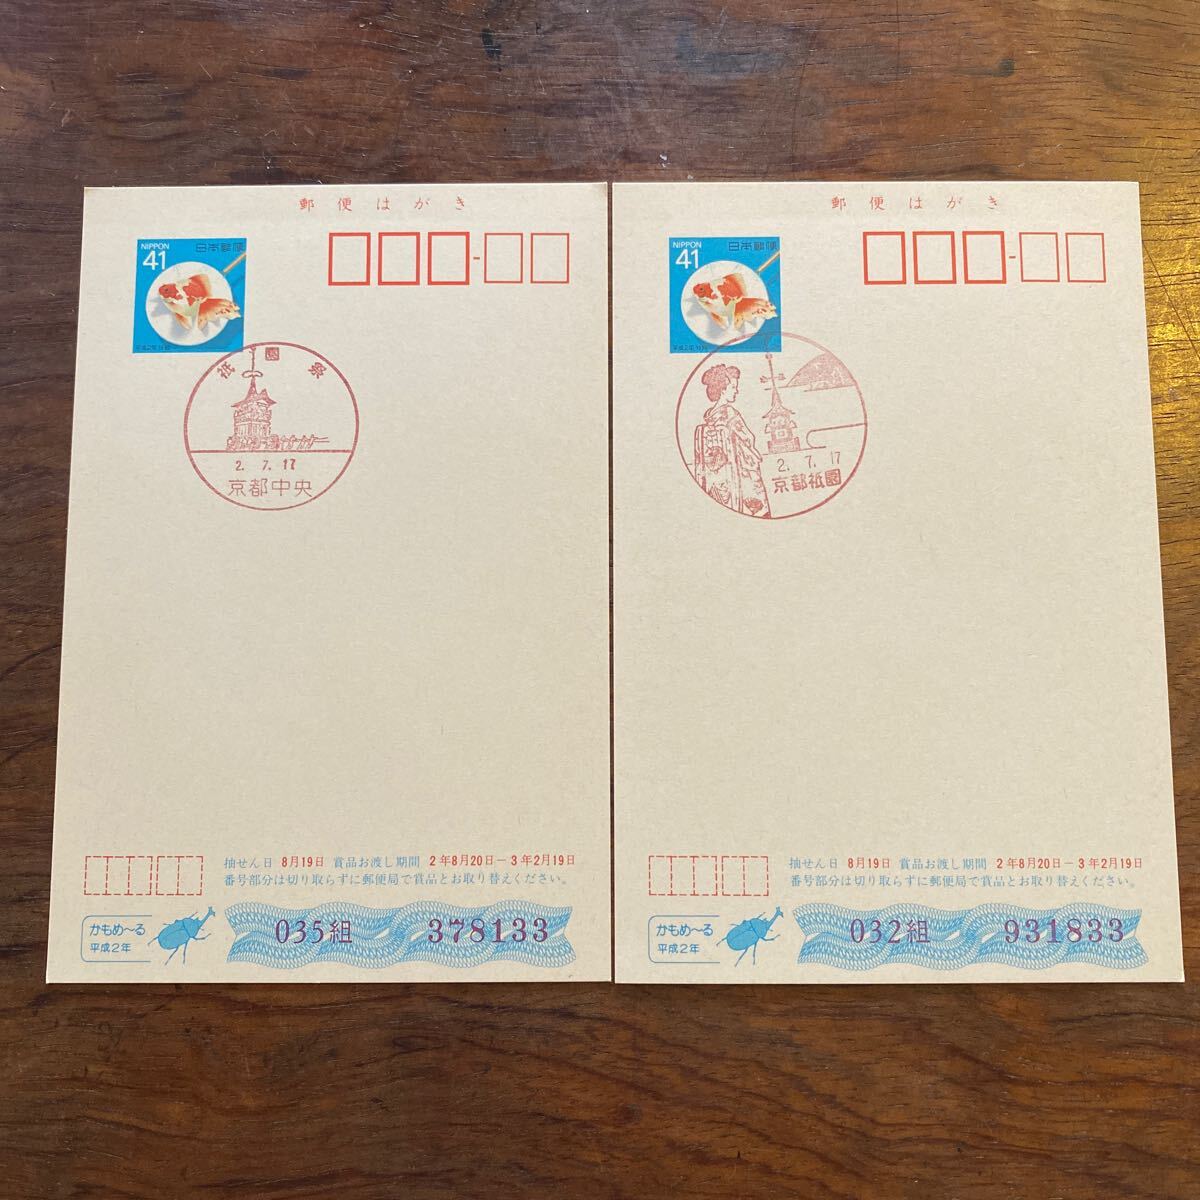 郵便はがき
NIPPON 日本郵便
41
平成2年
祇園祭
2.7.17
京都中央
抽せん日 8月19日 賞品お渡し期間 2年8月20日－3年2月19日
番号部分は切り取らずに郵便局で賞品とお取り替えください。
かもめ〜る
平成2年
035組 378133
郵便はがき
NIPPON 日本郵便
41
平成2年
2.7.17
京都祇園
抽せん日 8月19日 賞品お渡し期間 2年8月20日－3年2月19日
番号部分は切り取らずに郵便局で賞品とお取り替えください。
かもめ〜る
平成2年
032組 931833